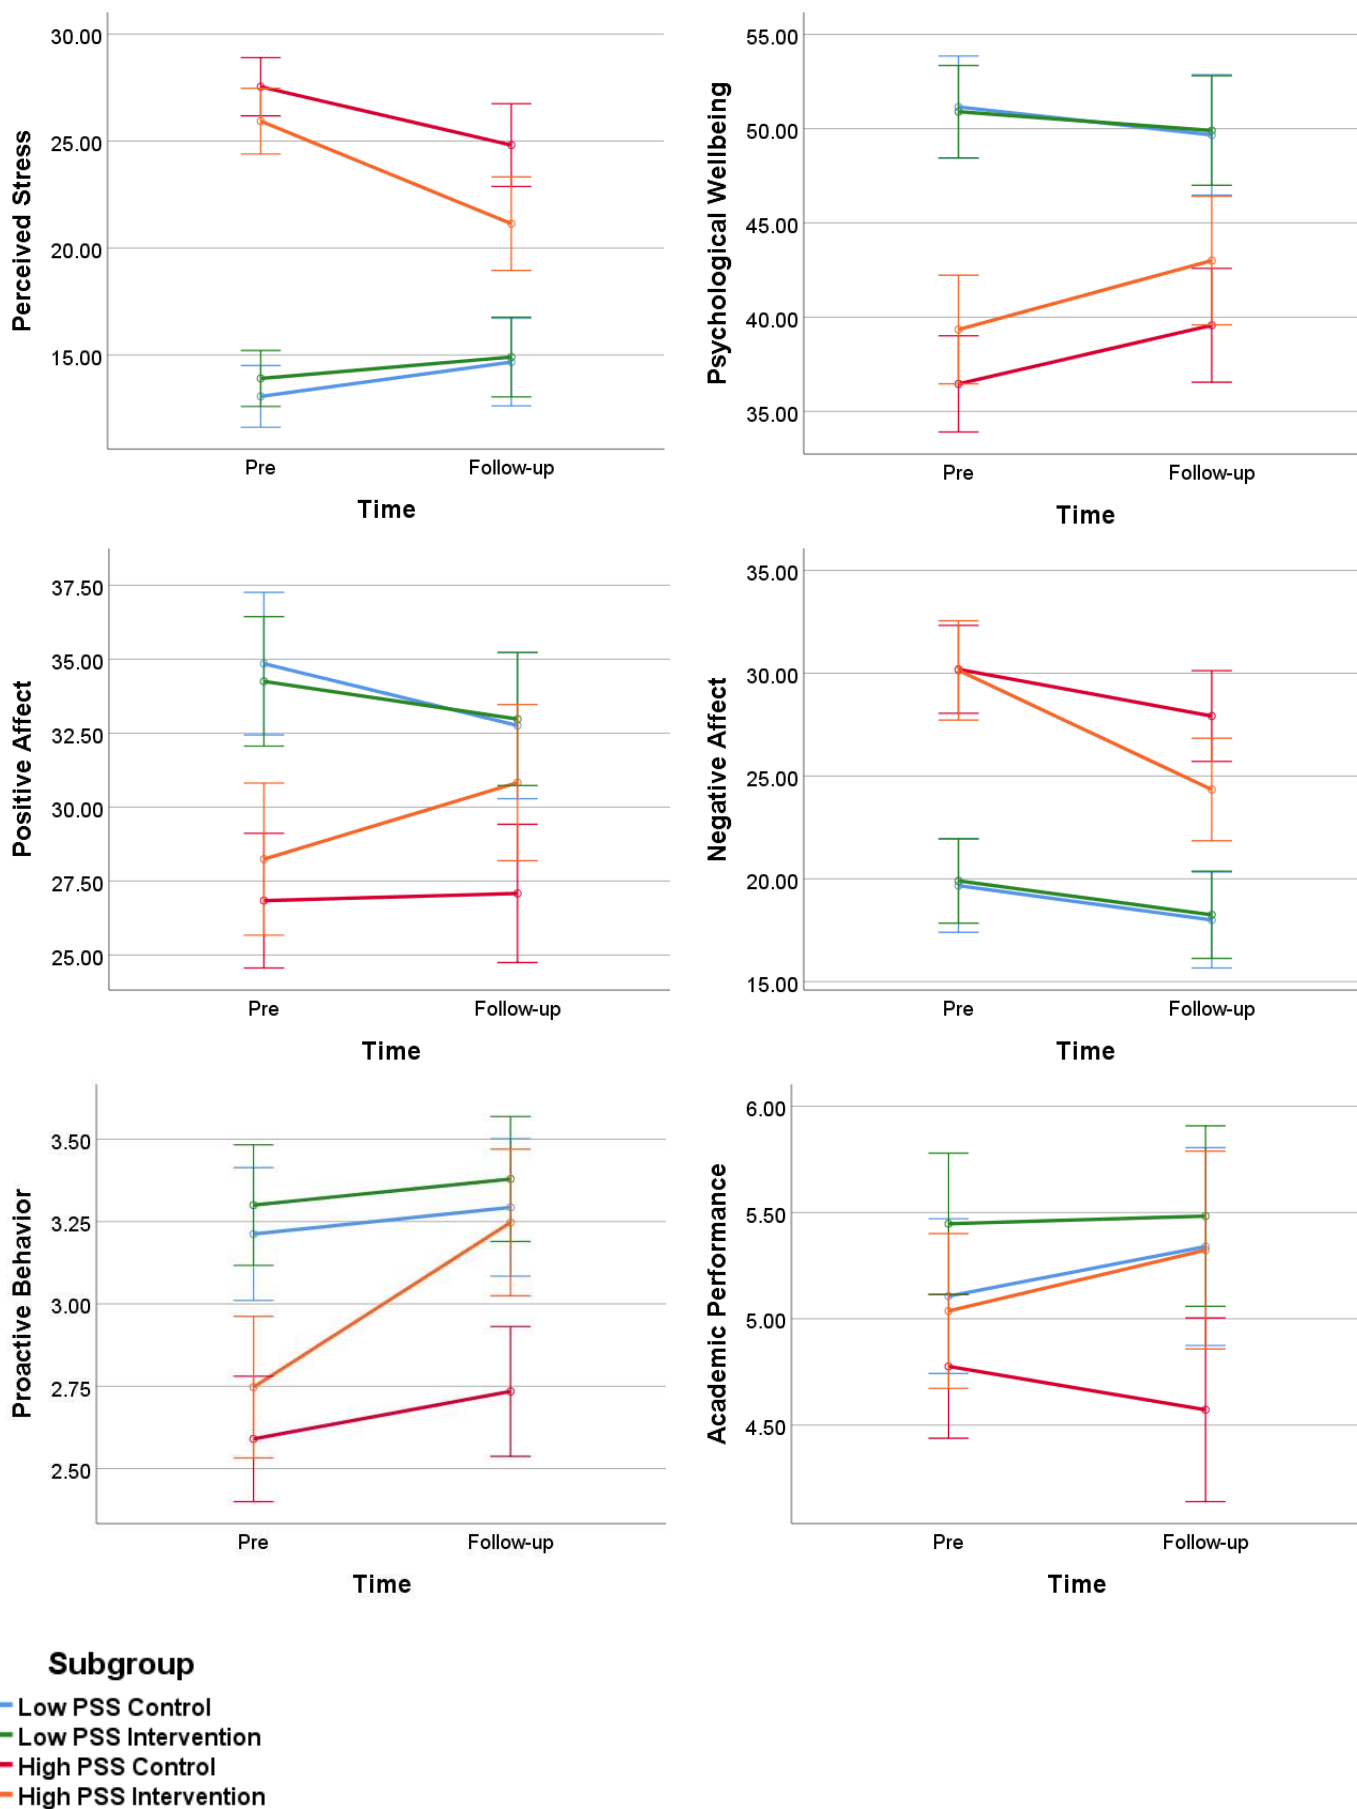 Perceived Stress
30.00
25.00
20.00
15.00
Pre
Follow-up
Time
Psychological Wellbeing
55.00
50.00
45.00
40.00
35.00
Pre
Follow-up
Time
Positive Affect
37.50
35.00
32.50
30.00
27.50
25.00
Pre
Follow-up
Time
Negative Affect
35.00
30.00
25.00
20.00
15.00
Pre
Follow-up
Time
Proactive Behavior
3.50
3.25
3.00
2.75
2.50
Pre
Follow-up
Time
Academic Performance
6.00
5.50
5.00
4.50
Pre
Follow-up
Time
Subgroup
Low PSS Control
Low PSS Intervention
High PSS Control
High PSS Intervention